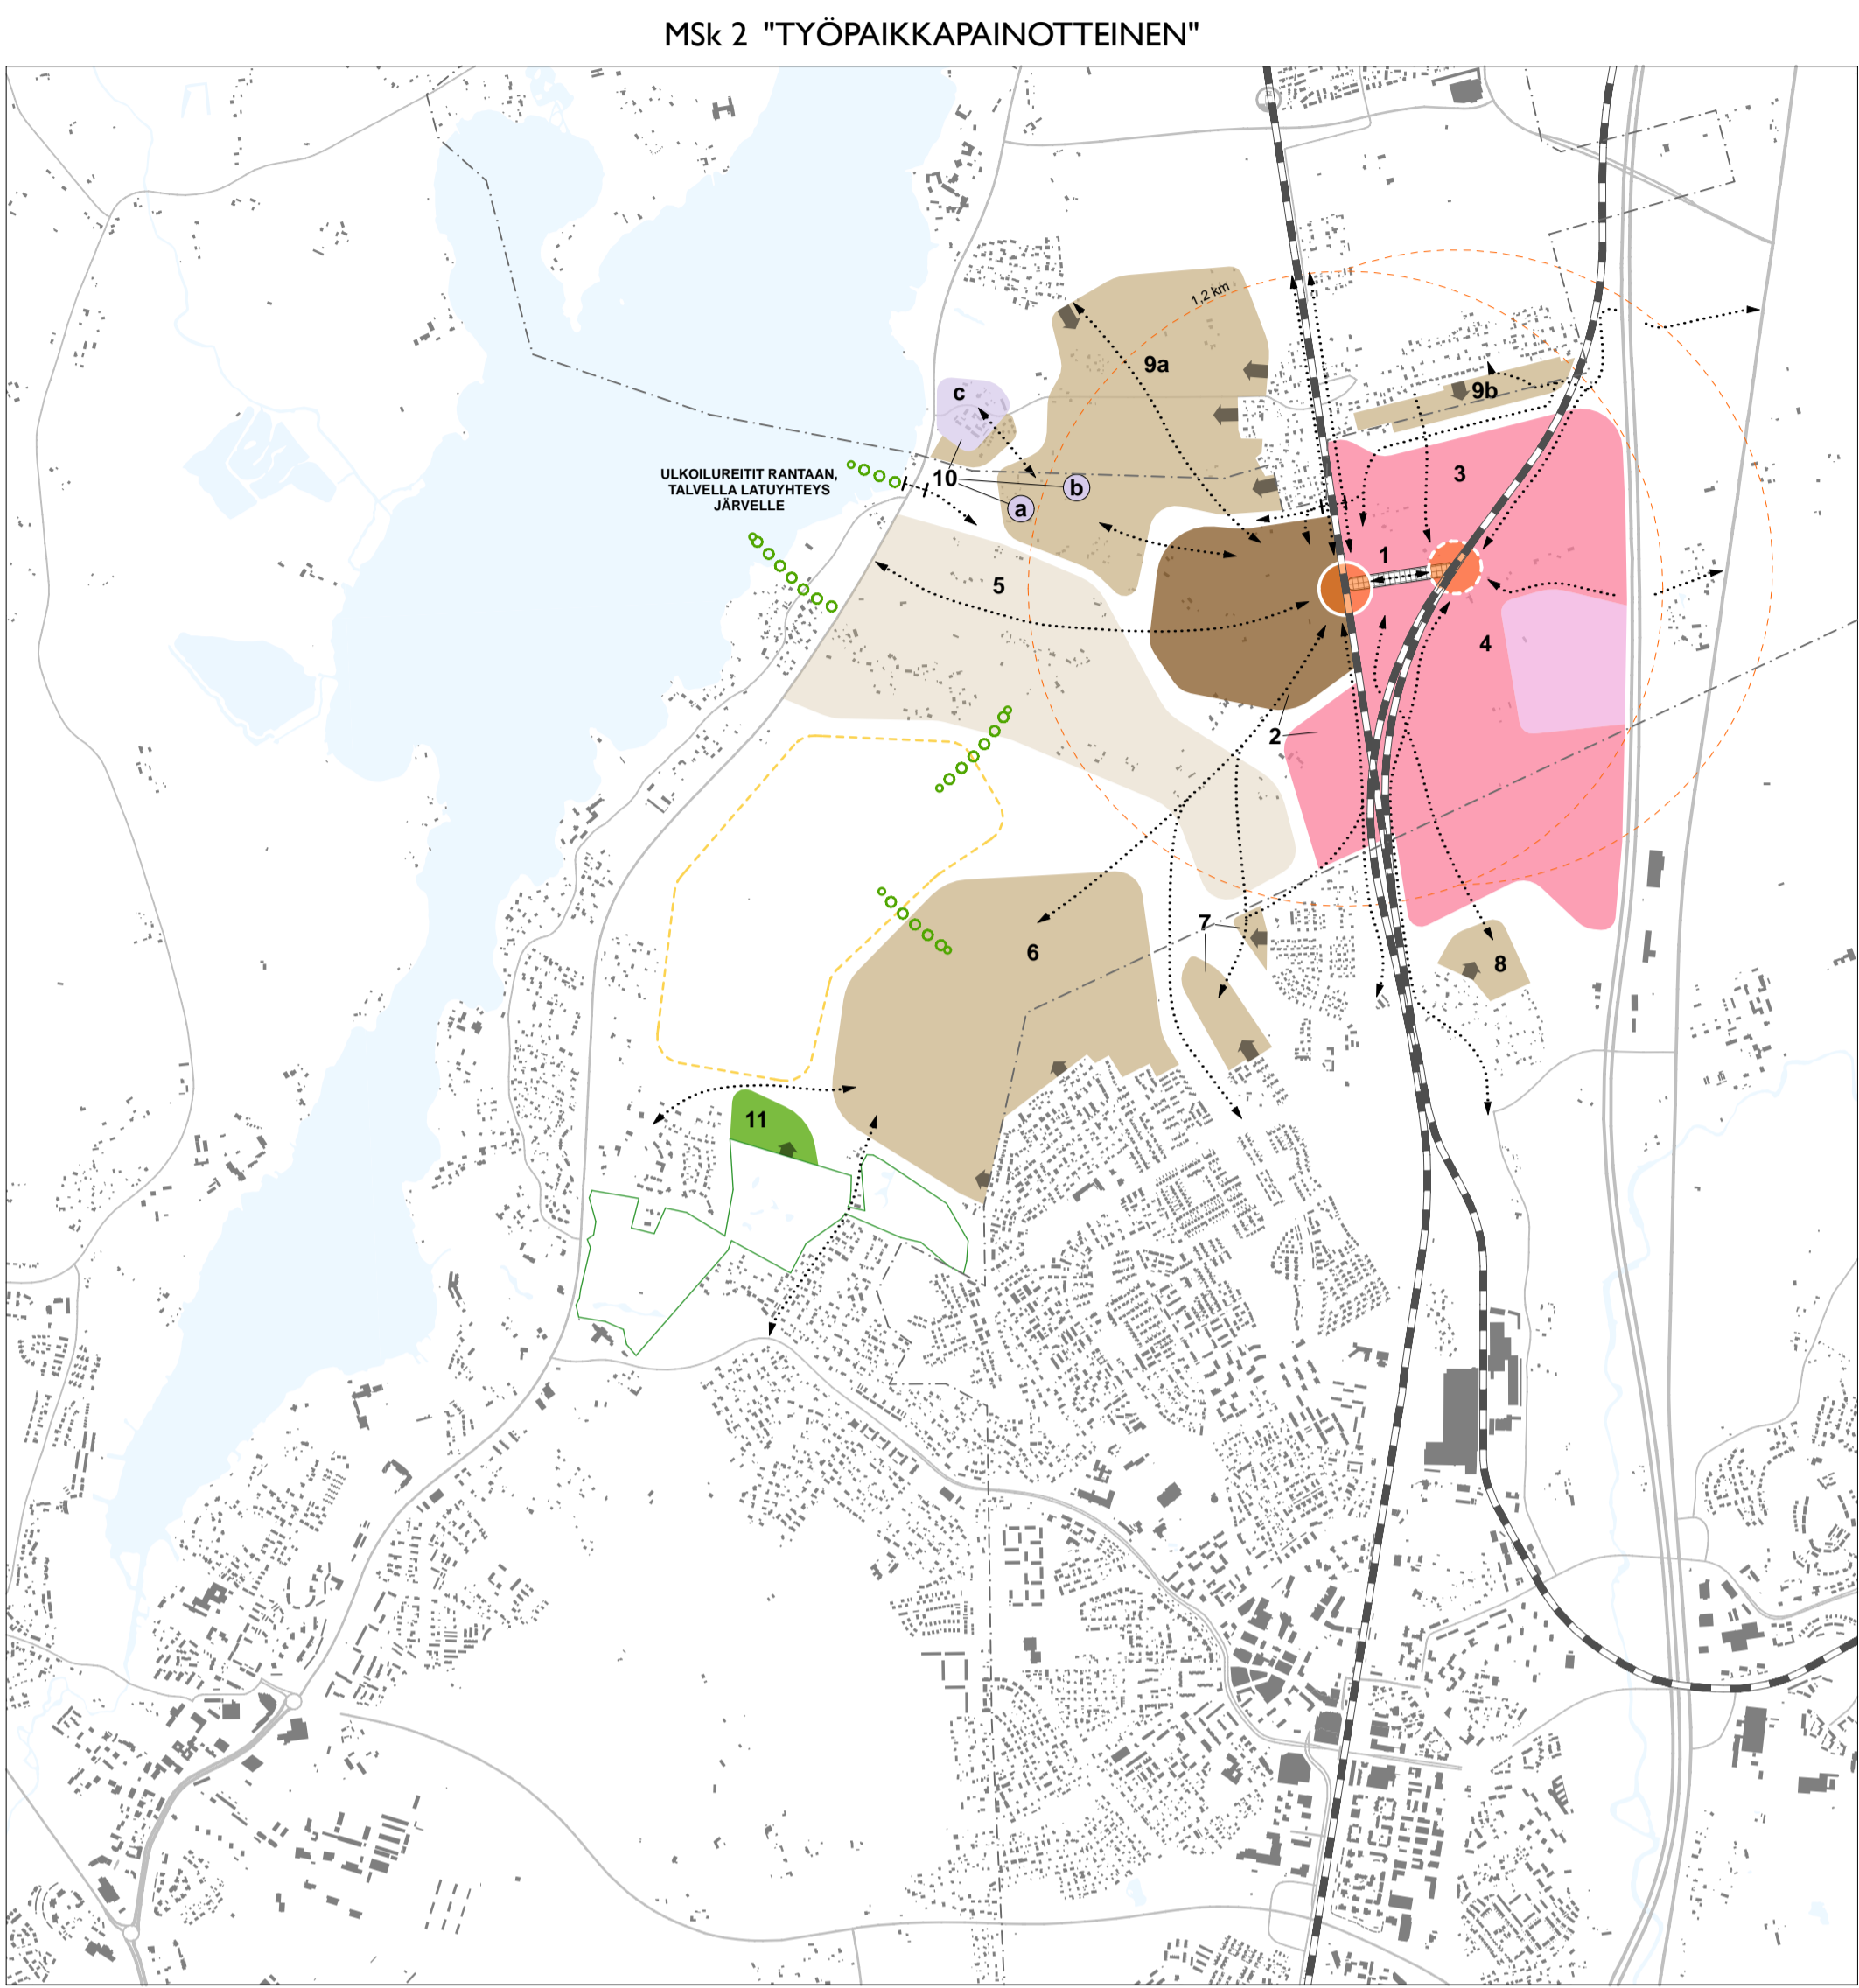 MSk 2 "TYÖPAIKKAPAINOTTEINEN"
1,2 km
9a
9b
c
3
ULKOILUREITIT RANTAAN,
TALVELLA LATUYHTEYS
JÄRVELLE
10
b
a
1
5
4
2
7
6
8
11